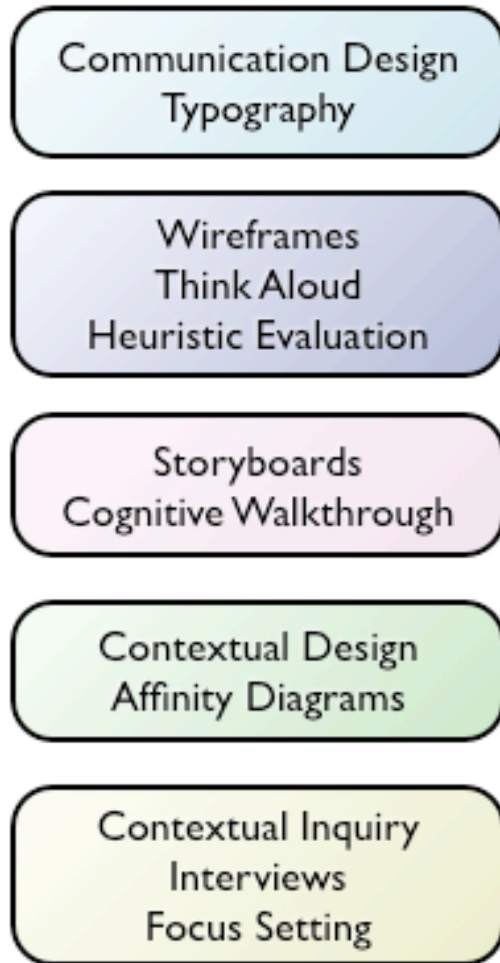 Communication Design
Typography
Wireframes
Think Aloud
Heuristic Evaluation
Storyboards
Cognitive Walkthrough
Contextual Design
Affinity Diagrams
Contextual Inquiry
Interviews
Focus Setting